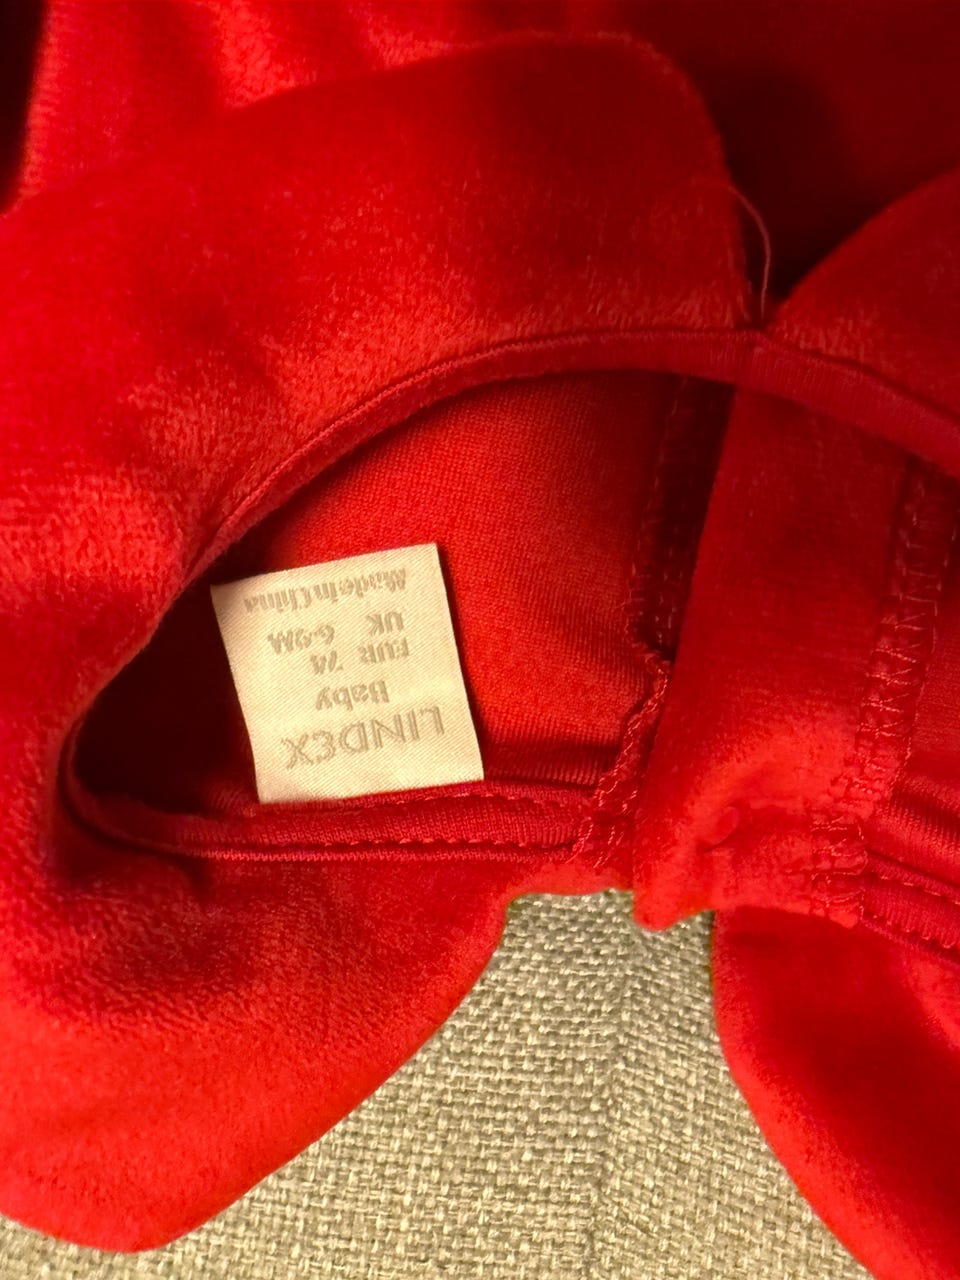 LINDEX
Baby
EUR 74
UK 6-9M
Made in China